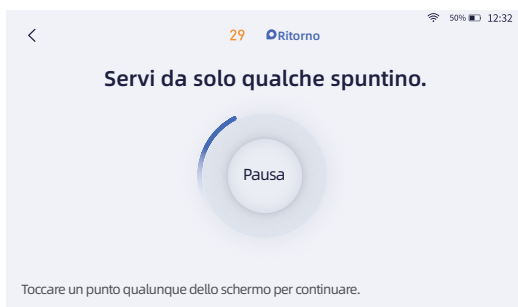 50% 12:32
29 Ritorno
Servi da solo qualche spuntino.
Pausa
Toccare un punto qualunque dello schermo per continuare.